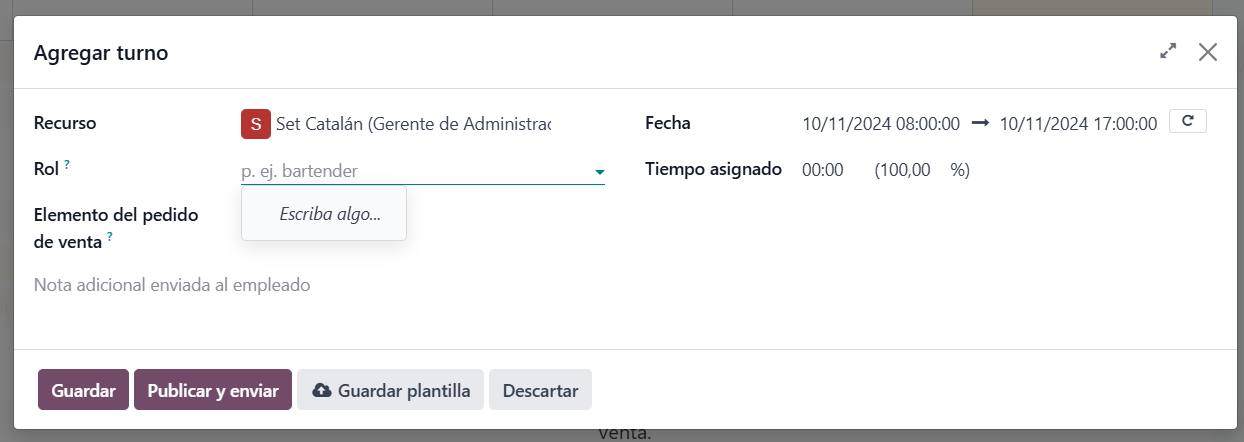 Agregar turno
Recurso
S Set Catalán (Gerente de Administrac
Fecha
10/11/2024 08:00:00 → 10/11/2024 17:00:00
Rol ?
p. ej. bartender
Tiempo asignado
00:00 (100,00 %)
Escriba algo...
Elemento del pedido
de venta ?
Nota adicional enviada al empleado
Guardar
Publicar y enviar
Guardar plantilla
Descartar
venta.